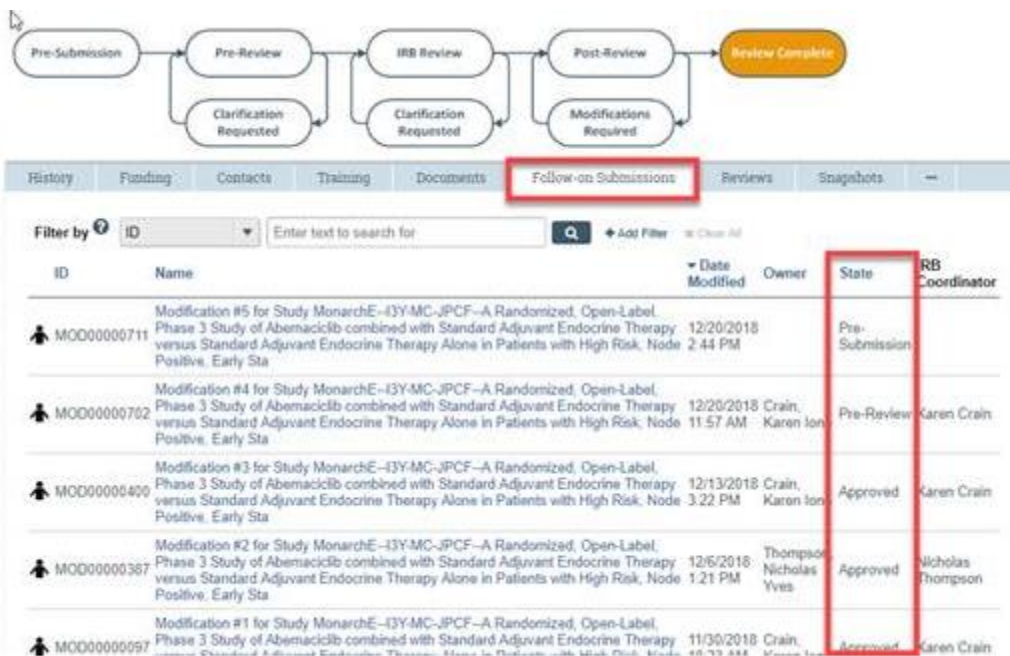 Pre-Submission
Pre-Review
IRB Review
Post-Review
Review Complete
Clarification
Requested
Clarification
Requested
Modifications
Required
History Funding Contacts Training Documents Follow-on Submissions Reviews Snapshots
Filter by ? ID Enter text to search for + Add Filter Clear All
ID Name Date Modified Owner State IRB Coordinator
Modification #5 for Study MonarchE--I3Y-MC-JPCF--A Randomized, Open-Label,
MOD00000711 Phase 3 Study of Abemaciclib combined with Standard Adjuvant Endocrine Therapy 12/20/2018 Pre-
versus Standard Adjuvant Endocrine Therapy Alone in Patients with High Risk, Node 2:44 PM Submission
Positive, Early Sta
Modification #4 for Study MonarchE--I3Y-MC-JPCF--A Randomized, Open-Label,
MOD00000702 Phase 3 Study of Abemaciclib combined with Standard Adjuvant Endocrine Therapy 12/20/2018 Crain, Pre-Review Karen Crain
versus Standard Adjuvant Endocrine Therapy Alone in Patients with High Risk, Node 11:57 AM Karen
Positive, Early Sta
Modification #3 for Study MonarchE--I3Y-MC-JPCF--A Randomized, Open-Label,
MOD00000400 Phase 3 Study of Abemaciclib combined with Standard Adjuvant Endocrine Therapy 12/13/2018 Crain, Approved Karen Crain
versus Standard Adjuvant Endocrine Therapy Alone in Patients with High Risk, Node 3:22 PM Karen
Positive, Early Sta
Modification #2 for Study MonarchE--I3Y-MC-JPCF--A Randomized, Open-Label,
MOD00000387 Phase 3 Study of Abemaciclib combined with Standard Adjuvant Endocrine Therapy 12/6/2018 Thompson Nicholas Approved Nicholas
versus Standard Adjuvant Endocrine Therapy Alone in Patients with High Risk, Node 1:21 PM Yves Thompson
Positive, Early Sta
Modification #1 for Study MonarchE--I3Y-MC-JPCF--A Randomized, Open-Label,
MOD00000097 Phase 3 Study of Abemaciclib combined with Standard Adjuvant Endocrine Therapy 11/30/2018 Crain, Approved Karen Crain